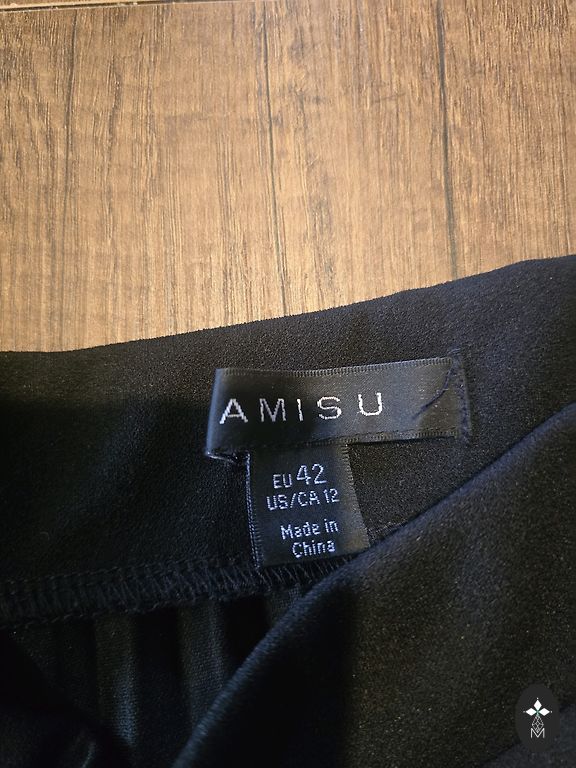 AMISU
EU 42
US/CA 12
Made in
China
M